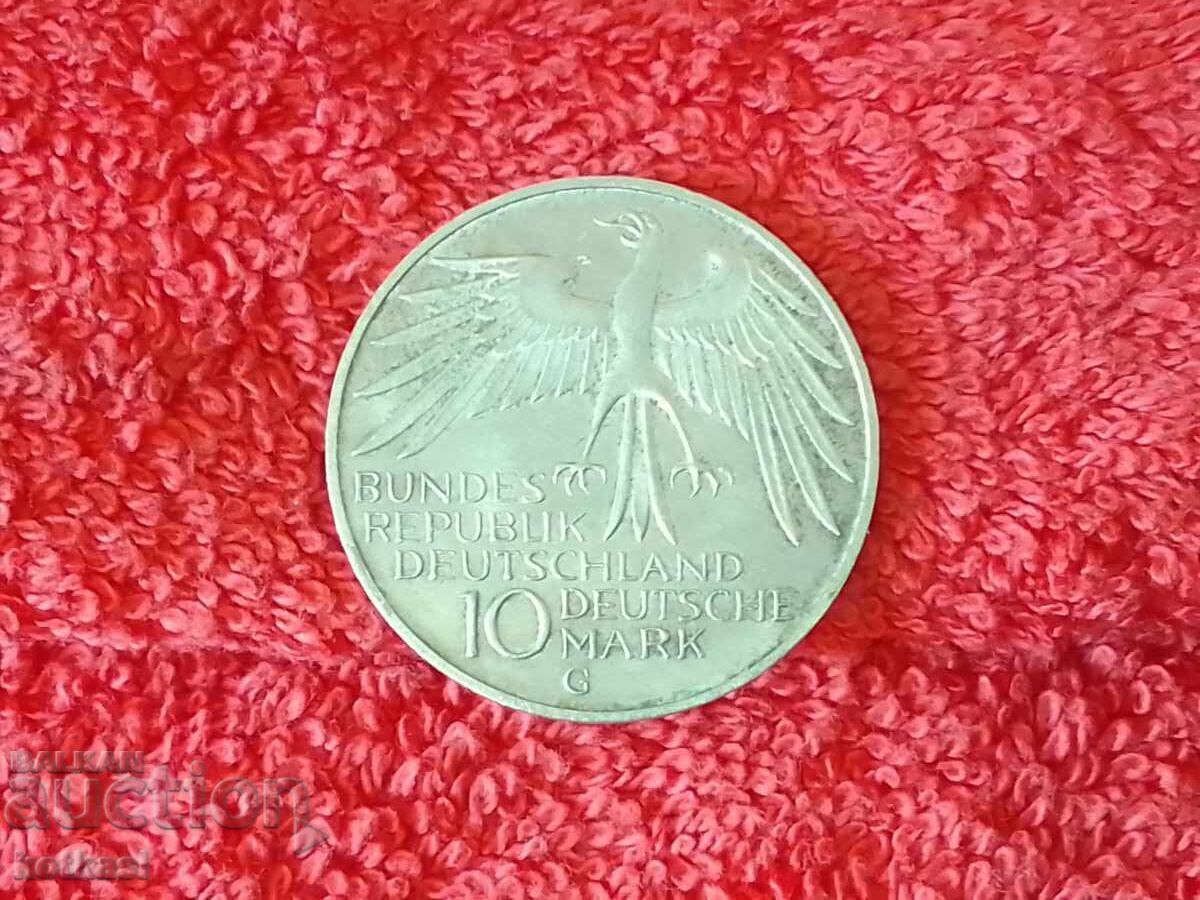 BUNDES
REPUBLIK
DEUTSCHLAND
10 DEUTSCHE
MARK
G
BALKAN
auction
kotkasi